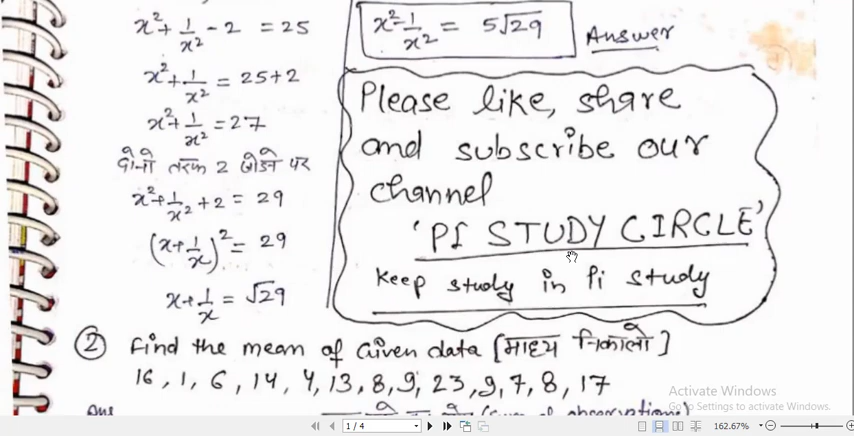 x² + 1/x² - 2 = 25
x² + 1/x² = 25+2
x² + 1/x² = 27
दोनो तरफ 2 जोडने पर
x² + 1/x² + 2 = 29
(x + 1/x)² = 29
x + 1/x = √29
x² - 1/x² = 5√29 Answer
Please like, share
and subscribe our
channel
'PI STUDY CIRCLE'
Keep study in Pi study
② Find the mean of Given data [माध्य निकालो]
16, 1, 6, 14, 4, 13, 8, 9, 23, 9, 7, 8, 17
Ans
Activate Windows
Go to Settings to activate Windows.
1 / 4
162.67%